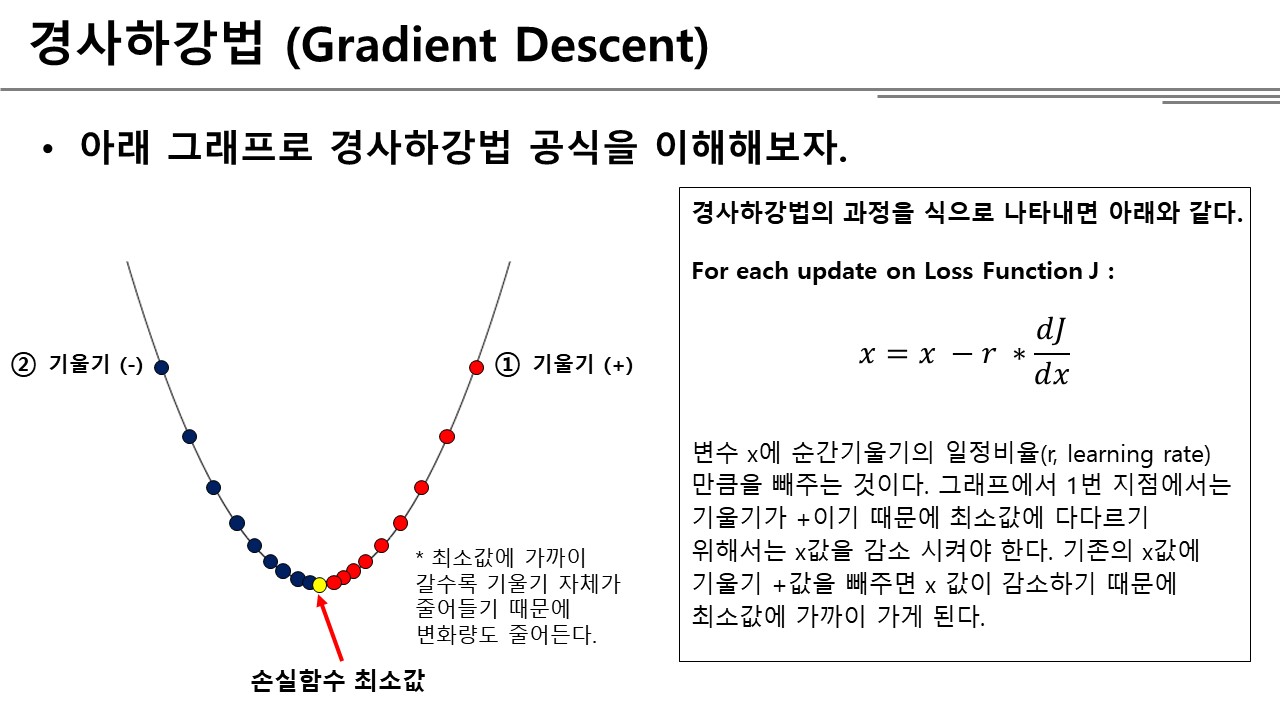 경사하강법 (Gradient Descent)
• 아래 그래프로 경사하강법 공식을 이해해보자.
② 기울기 (-)
① 기울기 (+)
* 최소값에 가까이
갈수록 기울기 자체가
줄어들기 때문에
변화량도 줄어든다.
손실함수 최소값
경사하강법의 과정을 식으로 나타내면 아래와 같다.
For each update on Loss Function J :
x = x − r * dJ/dx
변수 x에 순간기울기의 일정비율(r, learning rate)
만큼을 빼주는 것이다. 그래프에서 1번 지점에서는
기울기가 +이기 때문에 최소값에 다다르기
위해서는 x값을 감소 시켜야 한다. 기존의 x값에
기울기 +값을 빼주면 x 값이 감소하기 때문에
최소값에 가까이 가게 된다.